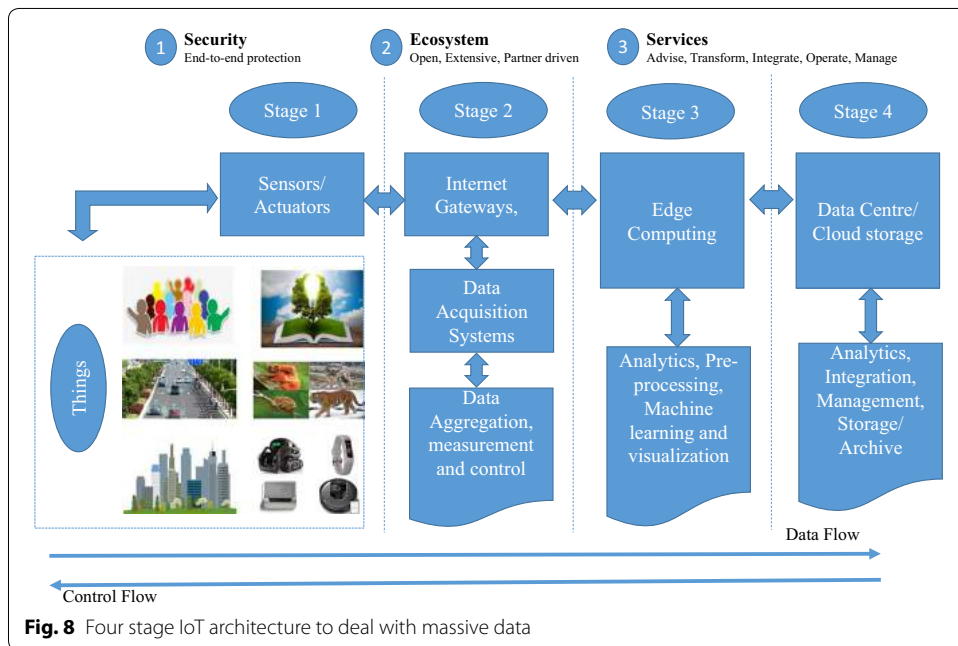 1 Security
End-to-end protection
2 Ecosystem
Open, Extensive, Partner driven
3 Services
Advise, Transform, Integrate, Operate, Manage
Stage 1
Stage 2
Stage 3
Stage 4
Sensors/
Actuators
Internet
Gateways,
Edge
Computing
Data Centre/
Cloud storage
Things
Data
Acquisition
Systems
Data
Aggregation,
measurement
and control
Analytics, Pre-
processing,
Machine
learning and
visualization
Analytics,
Integration,
Management,
Storage/
Archive
Data Flow
Control Flow
Fig. 8 Four stage IoT architecture to deal with massive data